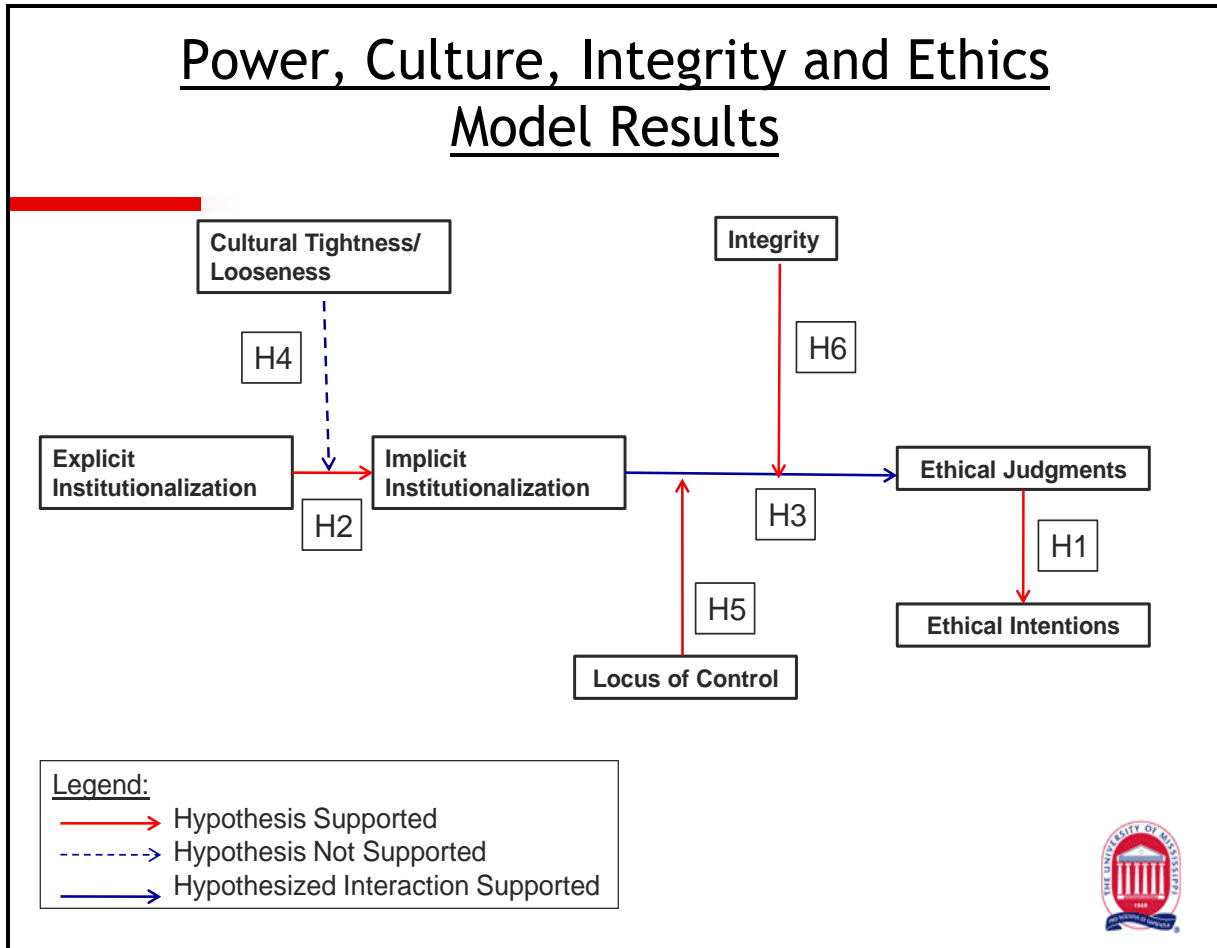 Power, Culture, Integrity and Ethics
Model Results
Cultural Tightness/
Looseness
Integrity
H4
H6
Explicit
Institutionalization
Implicit
Institutionalization
Ethical Judgments
H2
H3
H1
H5
Ethical Intentions
Locus of Control
Legend:
Hypothesis Supported
Hypothesis Not Supported
Hypothesized Interaction Supported
THE UNIVERSITY OF MISSISSIPPI
1848
®